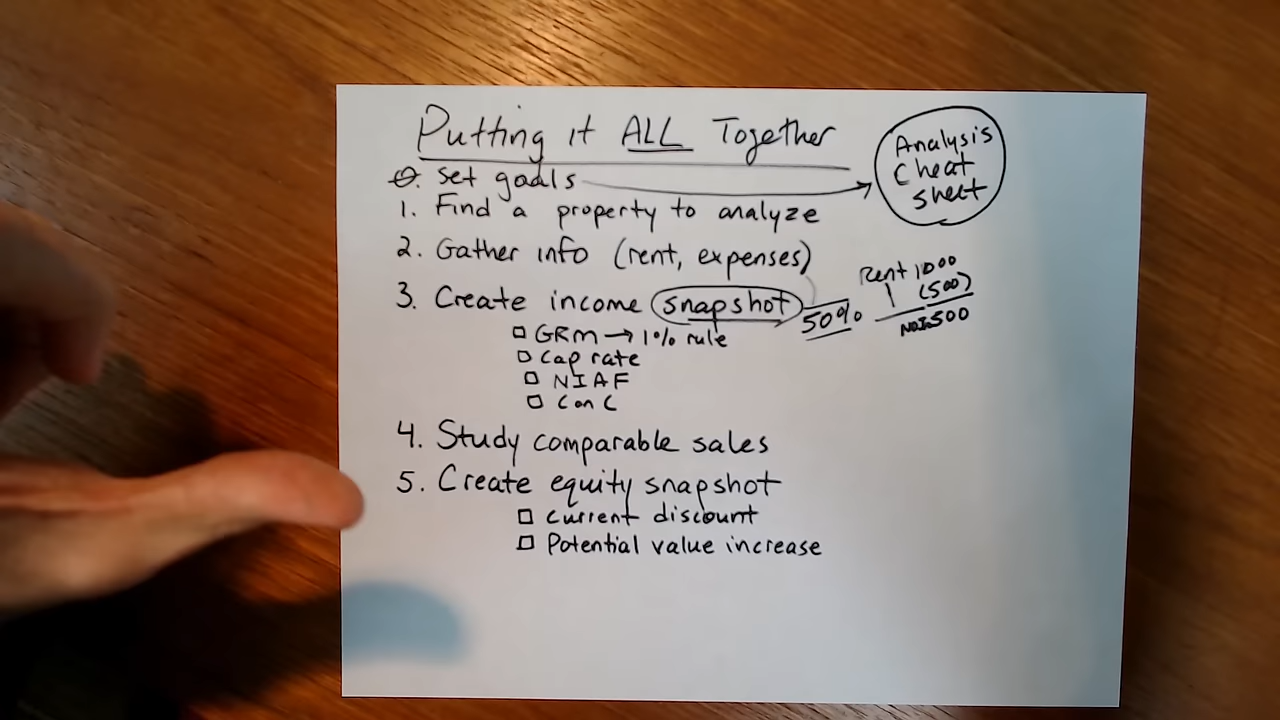 Putting it ALL Together
0. Set goals
Analysis
Cheat
Sheet
1. Find a property to analyze
2. Gather info (rent, expenses)
3. Create income snapshot
50%
Rent 1000
(500)
NOI 500
□ GRM → 1% rule
□ Cap rate
□ NIAF
□ Con C
4. Study comparable sales
5. Create equity snapshot
□ Current discount
□ Potential value increase